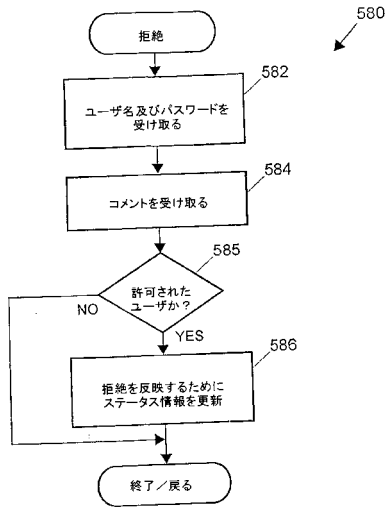 580
拒絶
582
ユーザ名及びパスワードを
受け取る
584
コメントを受け取る
585
許可された
ユーザか?
NO
YES
586
拒絶を反映するために
ステータス情報を更新
終了/戻る